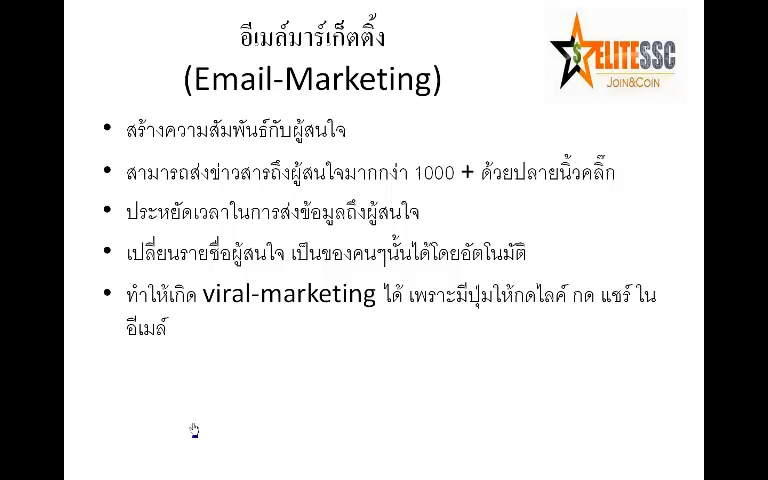 อีเมล์มาร์เก็ตติ้ง
(Email-Marketing)
$ ELITESSC
JOIN&COIN
• สร้างความสัมพันธ์กับผู้สนใจ
• สามารถส่งข่าวสารถึงผู้สนใจมากกง่า 1000 + ด้วยปลายนิ้วคลิ๊ก
• ประหยัดเวลาในการส่งข้อมูลถึงผู้สนใจ
• เปลี่ยนรายชื่อผู้สนใจ เป็นของคนๆนั้นได้โดยอัตโนมัติ
• ทำให้เกิด viral-marketing ได้ เพราะมีปุ่มให้กดไลค์ กด แชร์ ใน
อีเมล์